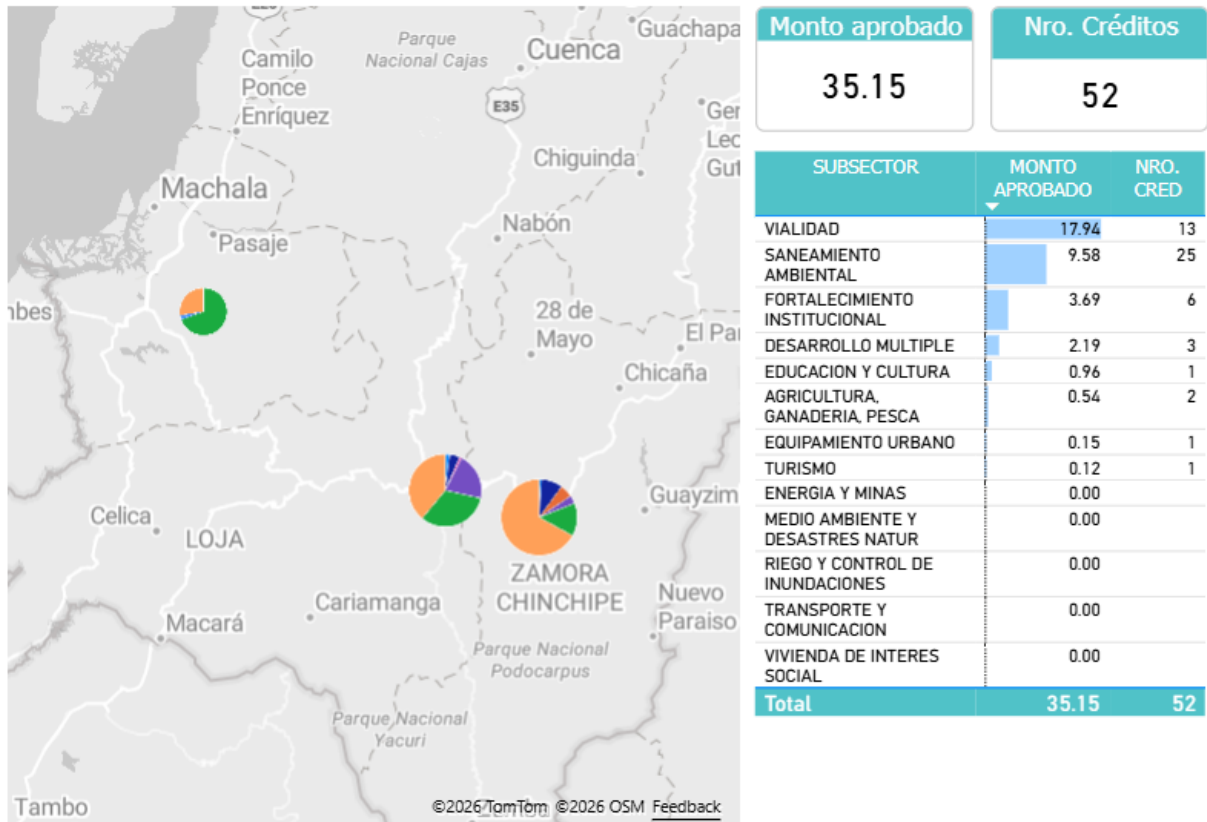 E25
Guachapa
Parque
Nacional Cajas
Cuenca
Camilo
Ponce
Enríquez
E35
Chiguinda
Machala
Nabón
Pasaje
28 de
Mayo
El Pan
Chicaña
Guayzim
Celica
LOJA
ZAMORA
CHINCHIPE
Cariamanga
Nuevo
Paraiso
Macará
Parque Nacional
Podocarpus
Parque Nacional
Yacuri
Tambo
©2026 TomTom ©2026 OSM Feedback
Monto aprobado
35.15
Nro. Créditos
52
SUBSECTOR MONTO APROBADO NRO. CRED
VIALIDAD 17.94 13
SANEAMIENTO
AMBIENTAL 9.58 25
FORTALECIMIENTO
INSTITUCIONAL 3.69 6
DESARROLLO MULTIPLE 2.19 3
EDUCACION Y CULTURA 0.96 1
AGRICULTURA,
GANADERIA, PESCA 0.54 2
EQUIPAMIENTO URBANO 0.15 1
TURISMO 0.12 1
ENERGIA Y MINAS 0.00
MEDIO AMBIENTE Y
DESASTRES NATUR 0.00
RIEGO Y CONTROL DE
INUNDACIONES 0.00
TRANSPORTE Y
COMUNICACION 0.00
VIVIENDA DE INTERES
SOCIAL 0.00
Total 35.15 52